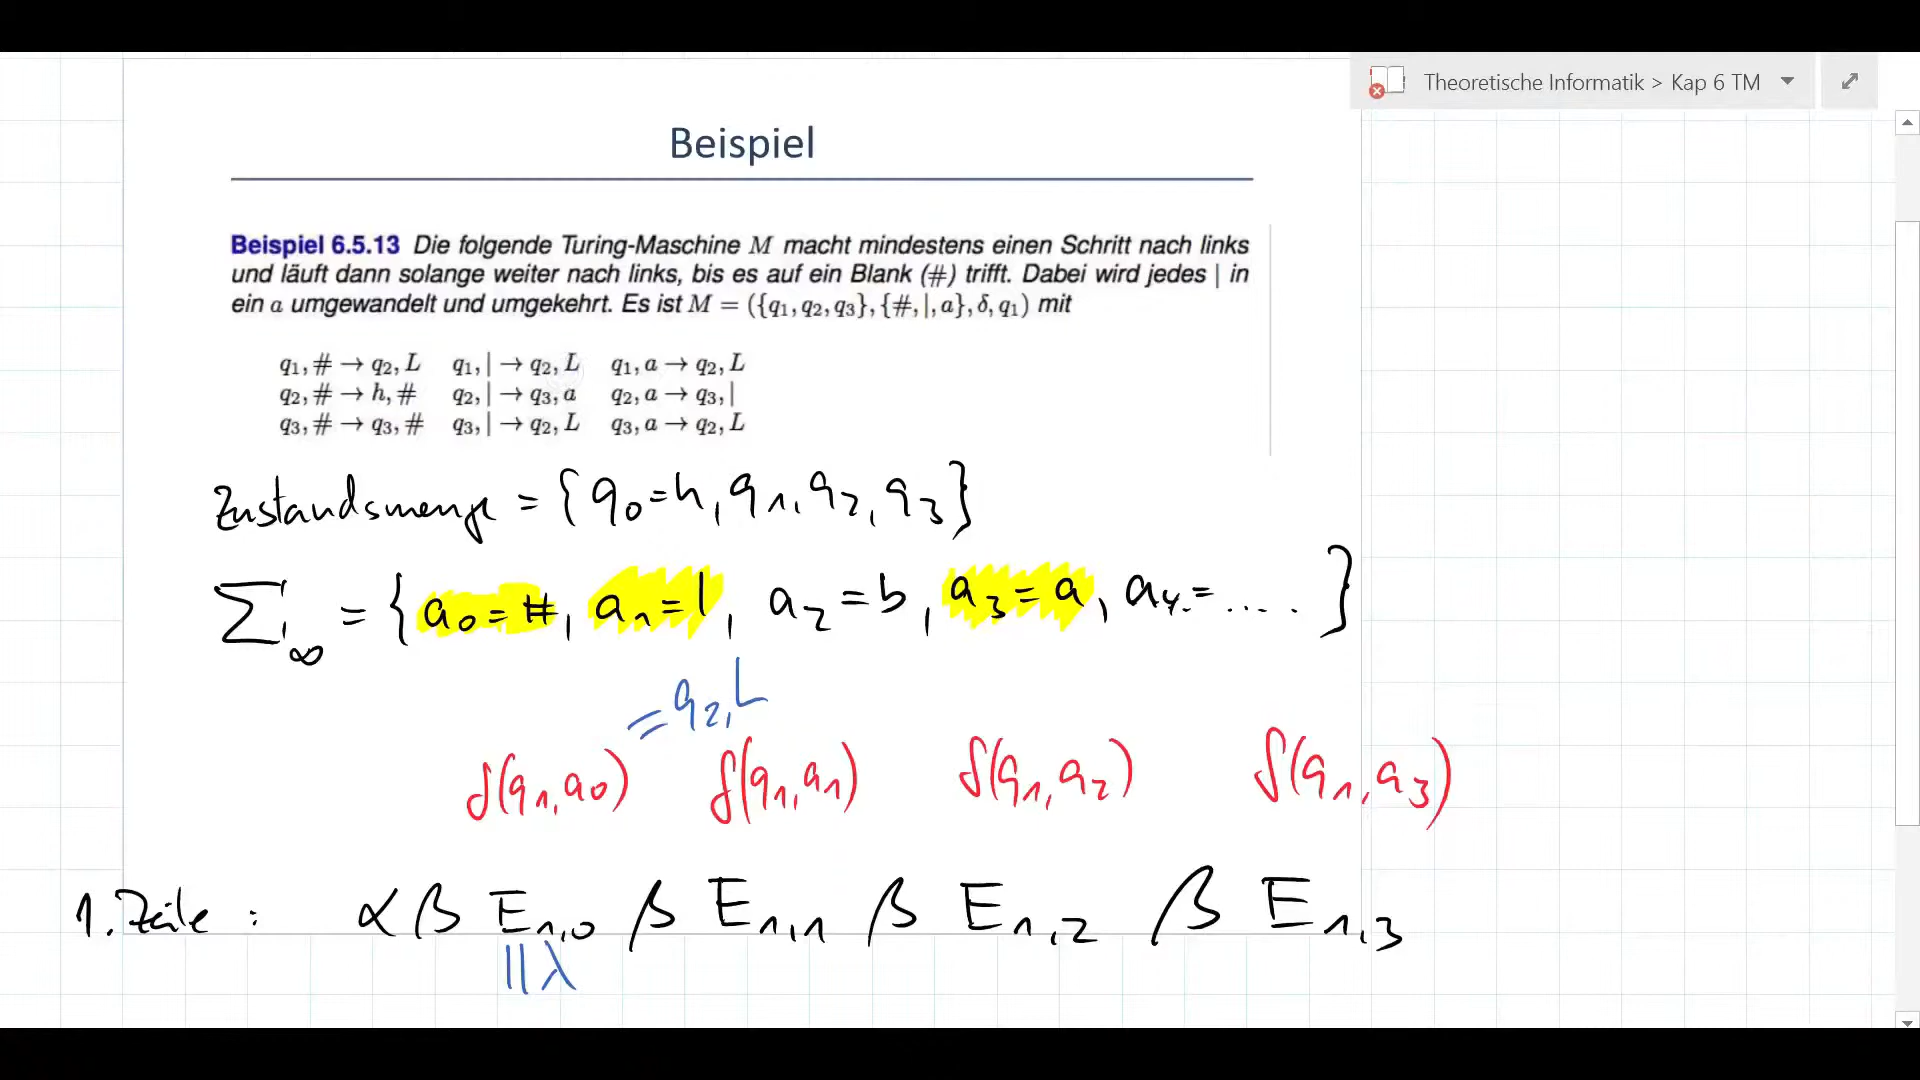 Theoretische Informatik > Kap 6 TM
Beispiel
Beispiel 6.5.13 Die folgende Turing-Maschine M macht mindestens einen Schritt nach links
und läuft dann solange weiter nach links, bis es auf ein Blank (#) trifft. Dabei wird jedes | in
ein a umgewandelt und umgekehrt. Es ist M = ({q₁, q₂, q₃}, {#, |, a}, δ, q₁) mit
q₁, # → q₂, L q₁, | → q₂, L q₁, a → q₂, L
q₂, # → h, # q₂, | → q₃, a q₂, a → q₃, |
q₃, # → q₃, # q₃, | → q₂, L q₃, a → q₂, L
Zustandsmenge = {q₀=h, q₁, q₂, q₃}
Σ∞ = {a₀=#, a₁=|, a₂=b, a₃=a, a₄=....}
= q₂, L
δ(q₁,a₀) δ(q₁,a₁) δ(q₁,a₂) δ(q₁,a₃)
1. Zeile: α β E₁,₀ β E₁,₁ β E₁,₂ β E₁,₃
|| λ